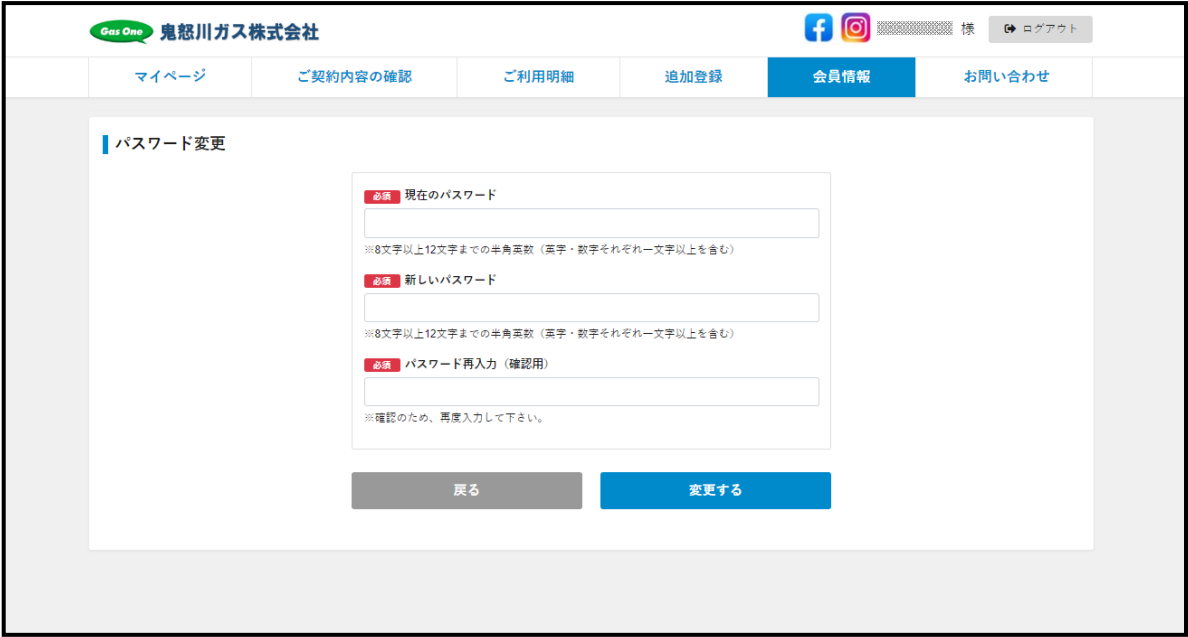 Gas One 鬼怒川ガス株式会社
様 ログアウト
マイページ ご契約内容の確認 ご利用明細 追加登録 会員情報 お問い合わせ
パスワード変更
必須 現在のパスワード
※8文字以上12文字までの半角英数（英字・数字それぞれ一文字以上を含む）
必須 新しいパスワード
※8文字以上12文字までの半角英数（英字・数字それぞれ一文字以上を含む）
必須 パスワード再入力（確認用）
※確認のため、再度入力して下さい。
戻る 変更する